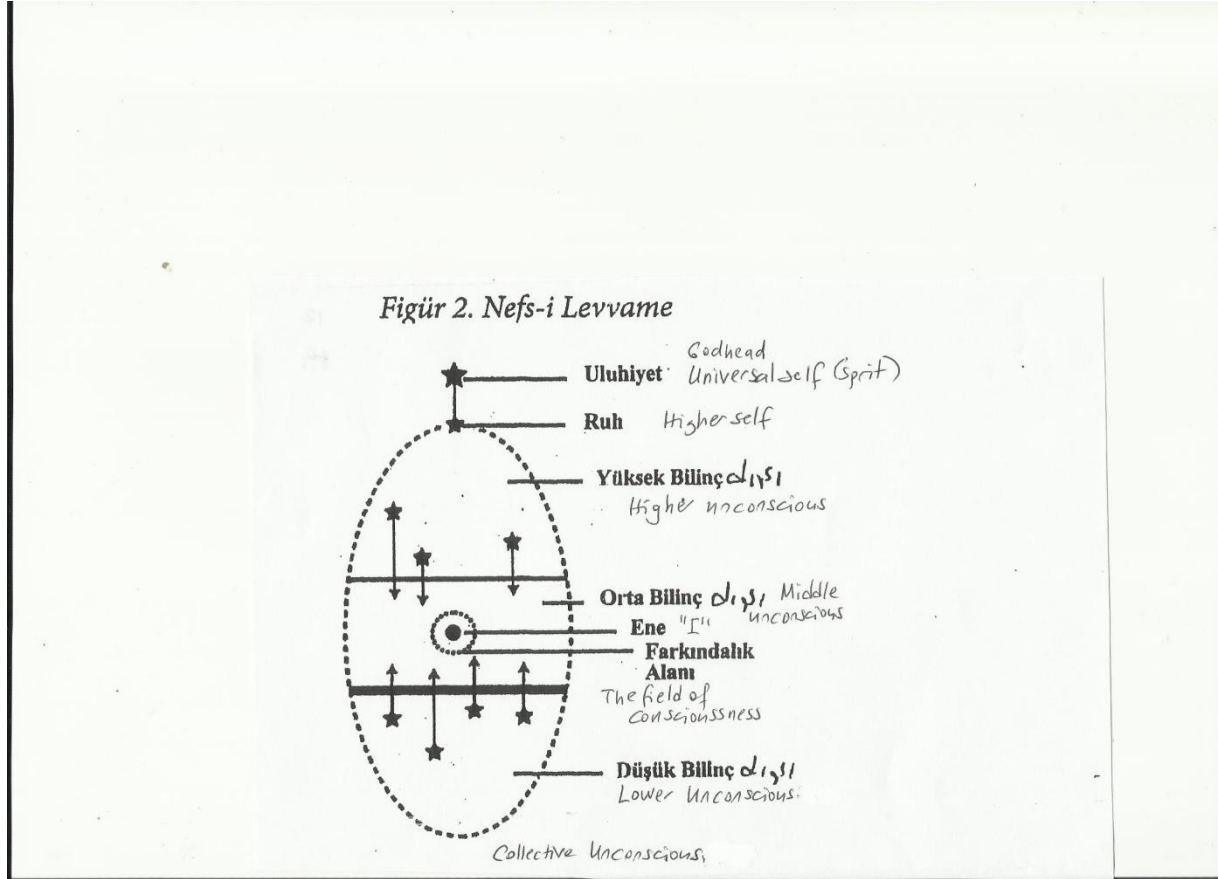 Figür 2. Nefs-i Levvame
Godhead
Uluhiyet Universal self (Sprit)
Ruh Higher self
Yüksek Bilinç dışı
Higher unconscious
Orta Bilinç dışı Middle
unconscious
Ene "I"
Farkındalık
Alanı
The field of
consciounssness
Düşük Bilinç dışı
Lower Unconscious.
Collective Unconscious,